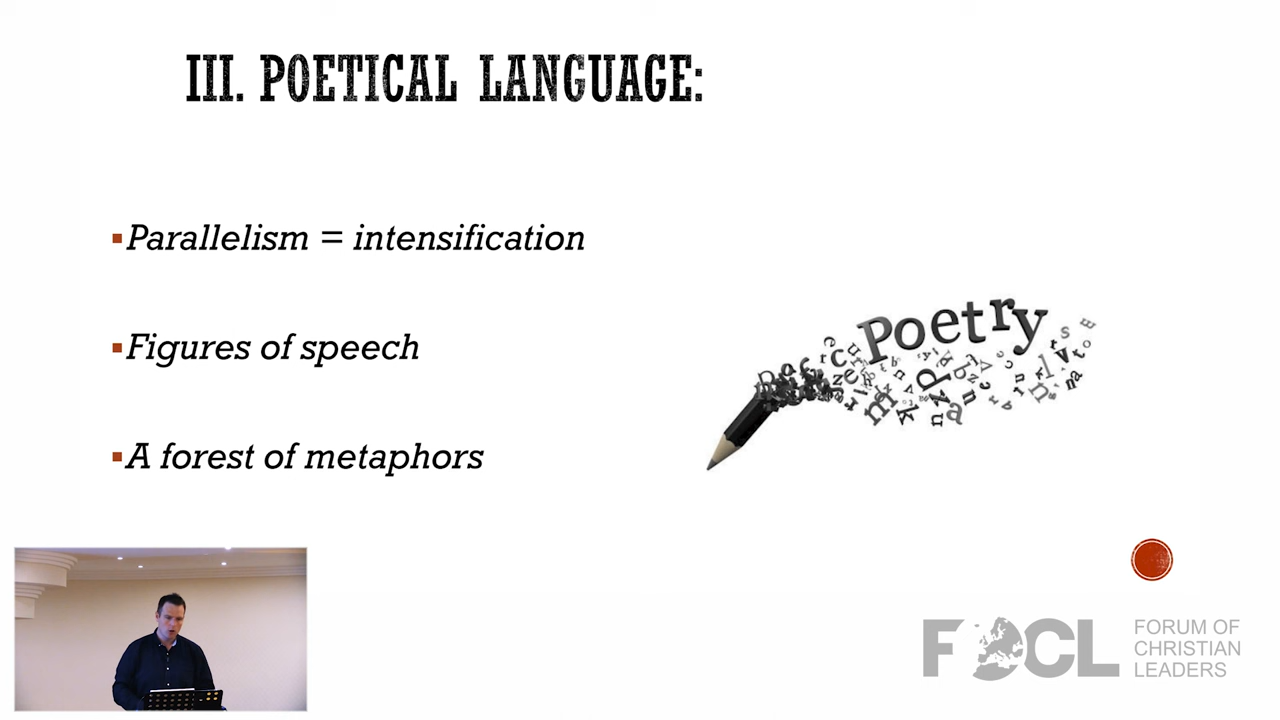 III. POETICAL LANGUAGE:
▪Parallelism = intensification
▪Figures of speech
▪A forest of metaphors
Poetry
FOCL
FORUM OF
CHRISTIAN
LEADERS